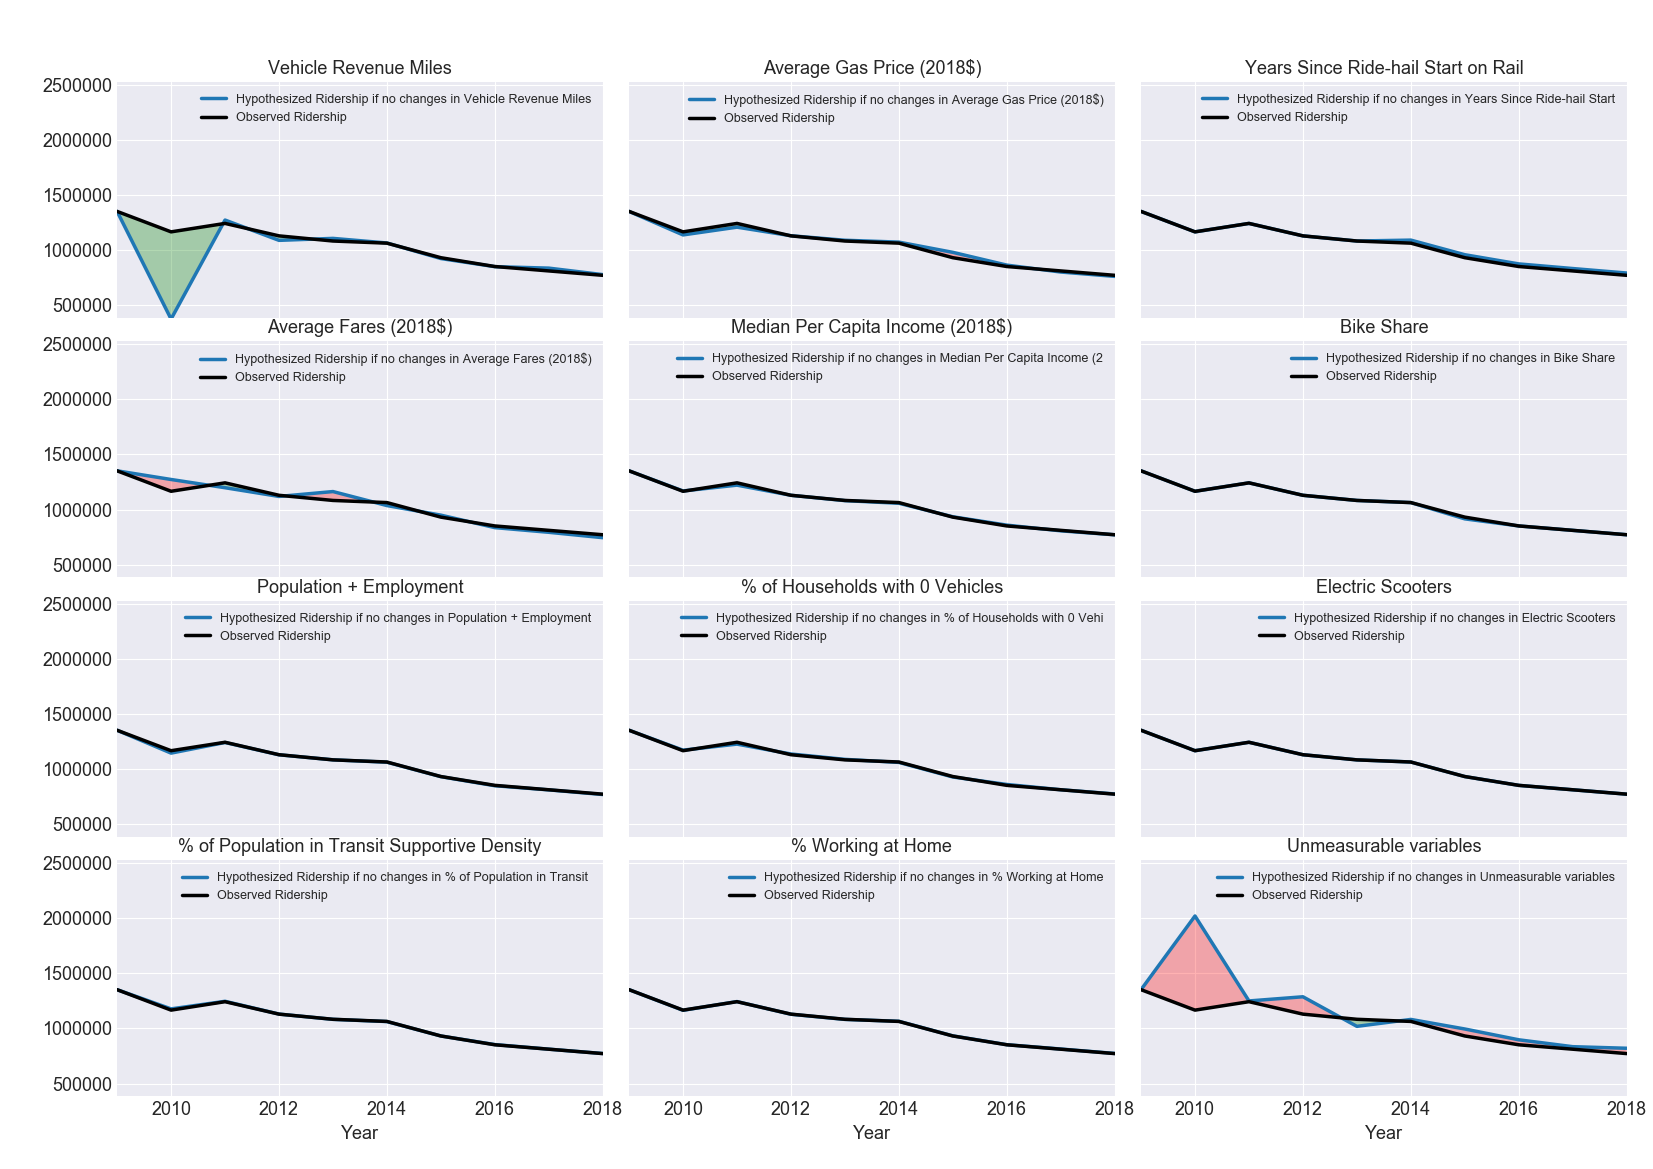 Vehicle Revenue Miles
2500000
2000000
1500000
1000000
500000
Hypothesized Ridership if no changes in Vehicle Revenue Miles
Observed Ridership
Average Gas Price (2018$)
Hypothesized Ridership if no changes in Average Gas Price (2018$)
Observed Ridership
Years Since Ride-hail Start on Rail
Hypothesized Ridership if no changes in Years Since Ride-hail Start
Observed Ridership
Average Fares (2018$)
2500000
2000000
1500000
1000000
500000
Hypothesized Ridership if no changes in Average Fares (2018$)
Observed Ridership
Median Per Capita Income (2018$)
Hypothesized Ridership if no changes in Median Per Capita Income (2
Observed Ridership
Bike Share
Hypothesized Ridership if no changes in Bike Share
Observed Ridership
Population + Employment
2500000
2000000
1500000
1000000
500000
Hypothesized Ridership if no changes in Population + Employment
Observed Ridership
% of Households with 0 Vehicles
Hypothesized Ridership if no changes in % of Households with 0 Vehi
Observed Ridership
Electric Scooters
Hypothesized Ridership if no changes in Electric Scooters
Observed Ridership
% of Population in Transit Supportive Density
2500000
2000000
1500000
1000000
500000
Hypothesized Ridership if no changes in % of Population in Transit
Observed Ridership
2010 2012 2014 2016 2018
Year
% Working at Home
Hypothesized Ridership if no changes in % Working at Home
Observed Ridership
2010 2012 2014 2016 2018
Year
Unmeasurable variables
Hypothesized Ridership if no changes in Unmeasurable variables
Observed Ridership
2010 2012 2014 2016 2018
Year